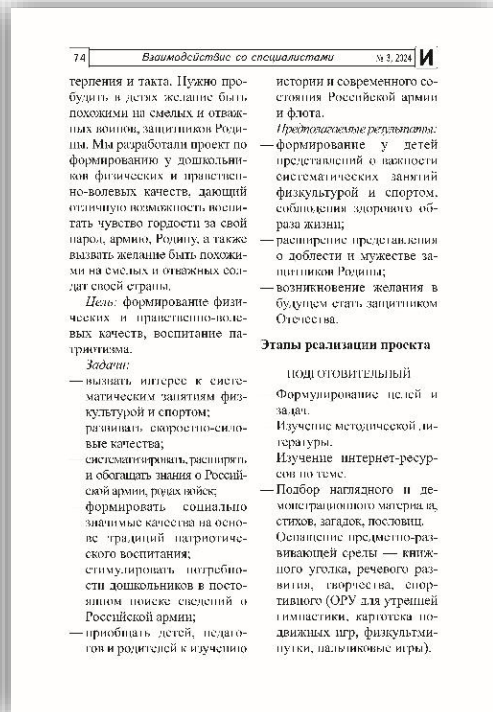 74 Взаимодействие со специалистами № 3, 2024 И
терпения и такта. Нужно про-
будить в детях желание быть
похожими на смелых и отваж-
ных воинов, защитников Роди-
ны. Мы разработали проект по
формированию у дошкольни-
ков физических и нравствен-
но-волевых качеств, дающий
отличную возможность воспи-
тать чувство гордости за свой
народ, армию, Родину, а также
вызвать желание быть похожи-
ми на смелых и отважных сол-
дат своей страны.
Цель: формирование физи-
ческих и нравственно-воле-
вых качеств, воспитание па-
триотизма.
Задачи:
— вызвать интерес к систе-
матическим занятиям физ-
культурой и спортом;
развивать скоростно-сило-
вые качества;
— систематизировать, расширять
и обогащать знания о Россий-
ской армии, родах войск;
формировать социально
значимые качества на осно-
ве традиций патриотиче-
ского воспитания;
стимулировать потребно-
сти дошкольников в посто-
янном поиске сведений о
Российской армии;
— приобщать детей, педаго-
гов и родителей к изучению
истории и современного со-
стояния Российской армии
и флота.
Предполагаемые результаты:
— формирование у детей
представлений о важности
систематических занятий
физкультурой и спортом,
соблюдения здорового об-
раза жизни;
— расширение представления
о доблести и мужестве за-
щитников Родины;
— возникновение желания в
будущем стать защитником
Отечества.
Этапы реализации проекта
ПОДГОТОВИТЕЛЬНЫЙ
Формулирование целей и
задач.
Изучение методической ли-
тературы.
Изучение интернет-ресур-
сов по теме.
— Подбор наглядного и де-
монстрационного материала,
стихов, загадок, пословиц.
Оснащение предметно-раз-
вивающей среды — книж-
ного уголка, речевого раз-
вития, творчества, спор-
тивного (ОРУ для утренней
гимнастики, картотека по-
движных игр, физкультми-
нутки, пальчиковые игры).